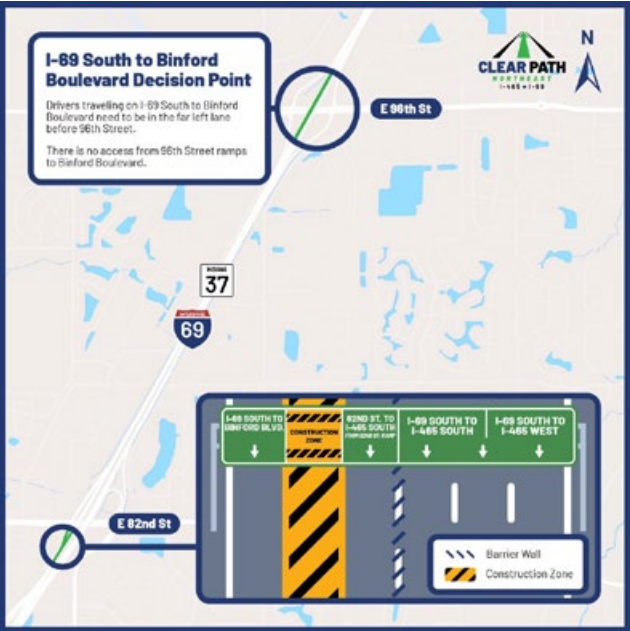 I-69 South to Binford
Boulevard Decision Point
Drivers traveling on I-69 South to Binford
Boulevard need to be in the far left lane
before 96th Street.
There is no access from 96th Street ramps
to Binford Boulevard.
N
CLEAR PATH
NORTHEAST
I-465 • I-69
E 96th St
INDIANA
37
INTERSTATE
69
E 82nd St
I-69 SOUTH TO
BINFORD BLVD.
CONSTRUCTION
ZONE
82ND ST. TO
I-465 SOUTH
I-69 SOUTH TO
I-465 SOUTH
I-69 SOUTH TO
I-465 WEST
Barrier Wall
Construction Zone